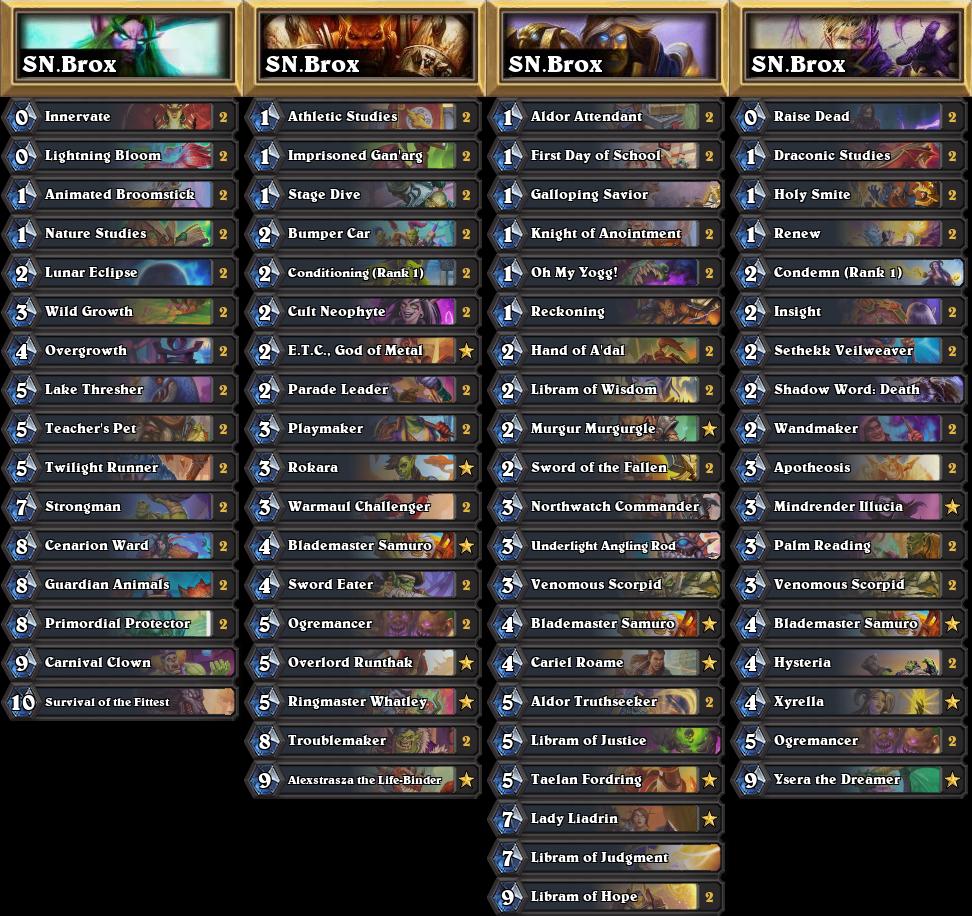 SN.Brox
0 Innervate 2
0 Lightning Bloom 2
1 Animated Broomstick 2
1 Nature Studies 2
2 Lunar Eclipse 2
3 Wild Growth 2
4 Overgrowth 2
5 Lake Thresher 2
5 Teacher's Pet 2
5 Twilight Runner 2
7 Strongman 2
8 Cenarion Ward 2
8 Guardian Animals 2
8 Primordial Protector 2
9 Carnival Clown
10 Survival of the Fittest
SN.Brox
1 Athletic Studies 2
1 Imprisoned Gan'arg 2
1 Stage Dive 2
2 Bumper Car 2
2 Conditioning (Rank 1) 2
2 Cult Neophyte 2
2 E.T.C., God of Metal
2 Parade Leader 2
3 Playmaker 2
3 Rokara
3 Warmaul Challenger 2
4 Blademaster Samuro
4 Sword Eater 2
5 Ogremancer 2
5 Overlord Runthak
5 Ringmaster Whatley
8 Troublemaker 2
9 Alexstrasza the Life-Binder
SN.Brox
1 Aldor Attendant 2
1 First Day of School 2
1 Galloping Savior
1 Knight of Anointment 2
1 Oh My Yogg! 2
1 Reckoning
2 Hand of A'dal 2
2 Libram of Wisdom 2
2 Murgur Murgurgle
2 Sword of the Fallen 2
3 Northwatch Commander
3 Underlight Angling Rod
3 Venomous Scorpid
4 Blademaster Samuro
4 Cariel Roame
5 Aldor Truthseeker 2
5 Libram of Justice
5 Taelan Fordring
7 Lady Liadrin
7 Libram of Judgment
9 Libram of Hope 2
SN.Brox
0 Raise Dead 2
1 Draconic Studies 2
1 Holy Smite 2
1 Renew 2
2 Condemn (Rank 1)
2 Insight 2
2 Sethekk Veilweaver 2
2 Shadow Word: Death
2 Wandmaker 2
3 Apotheosis 2
3 Mindrender Illucia
3 Palm Reading 2
3 Venomous Scorpid 2
4 Blademaster Samuro
4 Hysteria 2
4 Xyrella
5 Ogremancer 2
9 Ysera the Dreamer